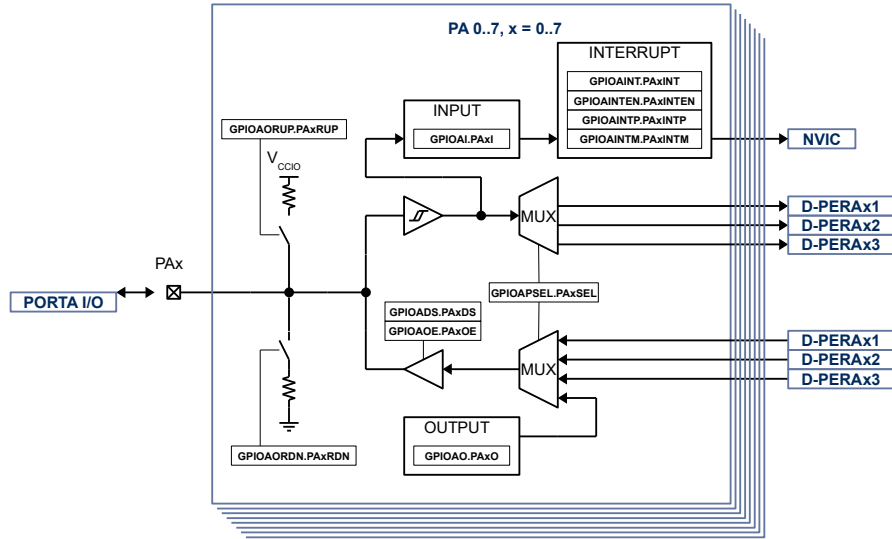 PA 0..7, x = 0..7
INTERRUPT
GPIOAINT.PAxINT
GPIOAINTEN.PAxINTEN
GPIOAINTP.PAxINTP
GPIOAINTM.PAxINTM
INPUT
GPIOAI.PAxI
NVIC
GPIOAORUP.PAxRUP
VCCIO
MUX
D-PERAx1
D-PERAx2
D-PERAx3
PAx
PORTA I/O
GPIOAPSEL.PAxSEL
GPIOADS.PAxDS
GPIOAOE.PAxOE
MUX
D-PERAx1
D-PERAx2
D-PERAx3
OUTPUT
GPIOAO.PAxO
GPIOAORDN.PAxRDN